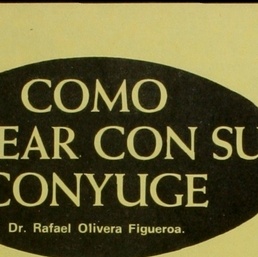 COMO
EAR CON SU
CONYUGE
Dr. Rafael Olivera Figueroa.